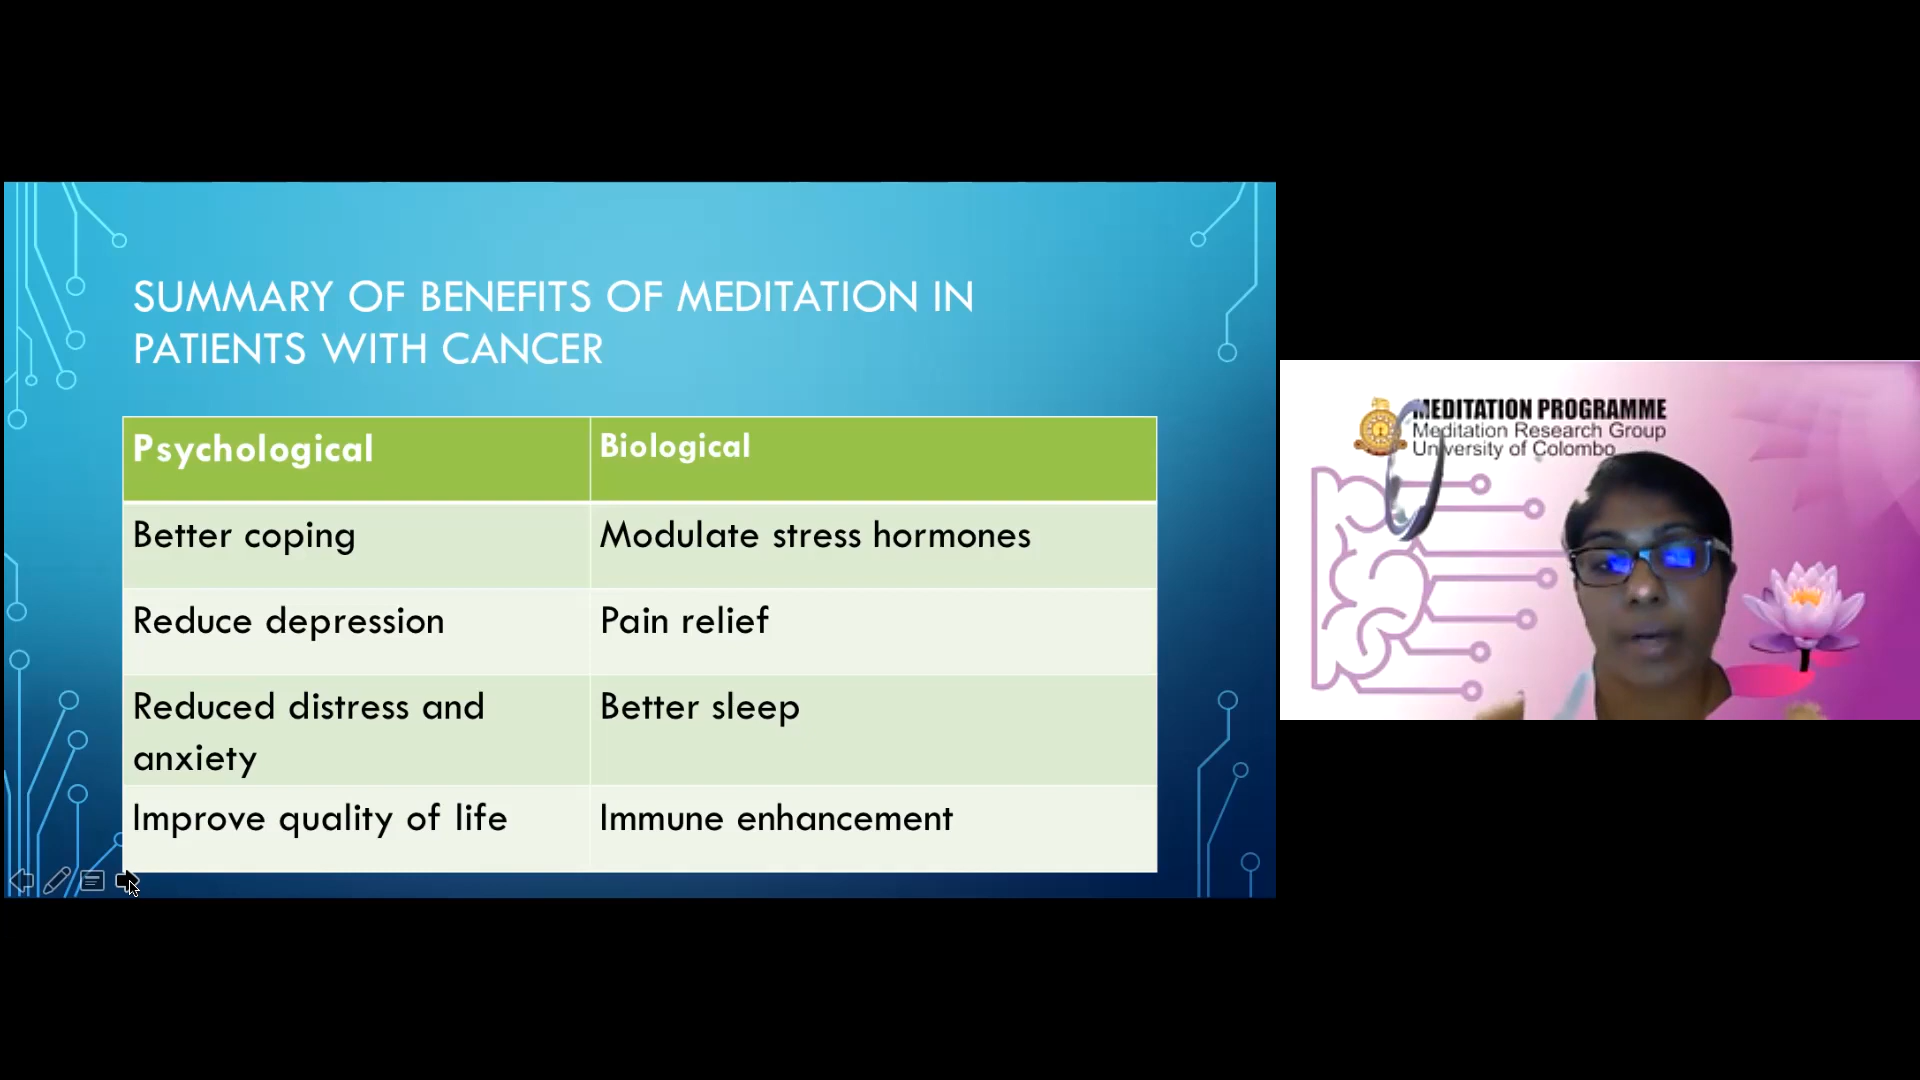 SUMMARY OF BENEFITS OF MEDITATION IN
PATIENTS WITH CANCER
Psychological
Biological
Better coping
Modulate stress hormones
Reduce depression
Pain relief
Reduced distress and
anxiety
Better sleep
Improve quality of life
Immune enhancement
MEDITATION PROGRAMME
Meditation Research Group
University of Colombo